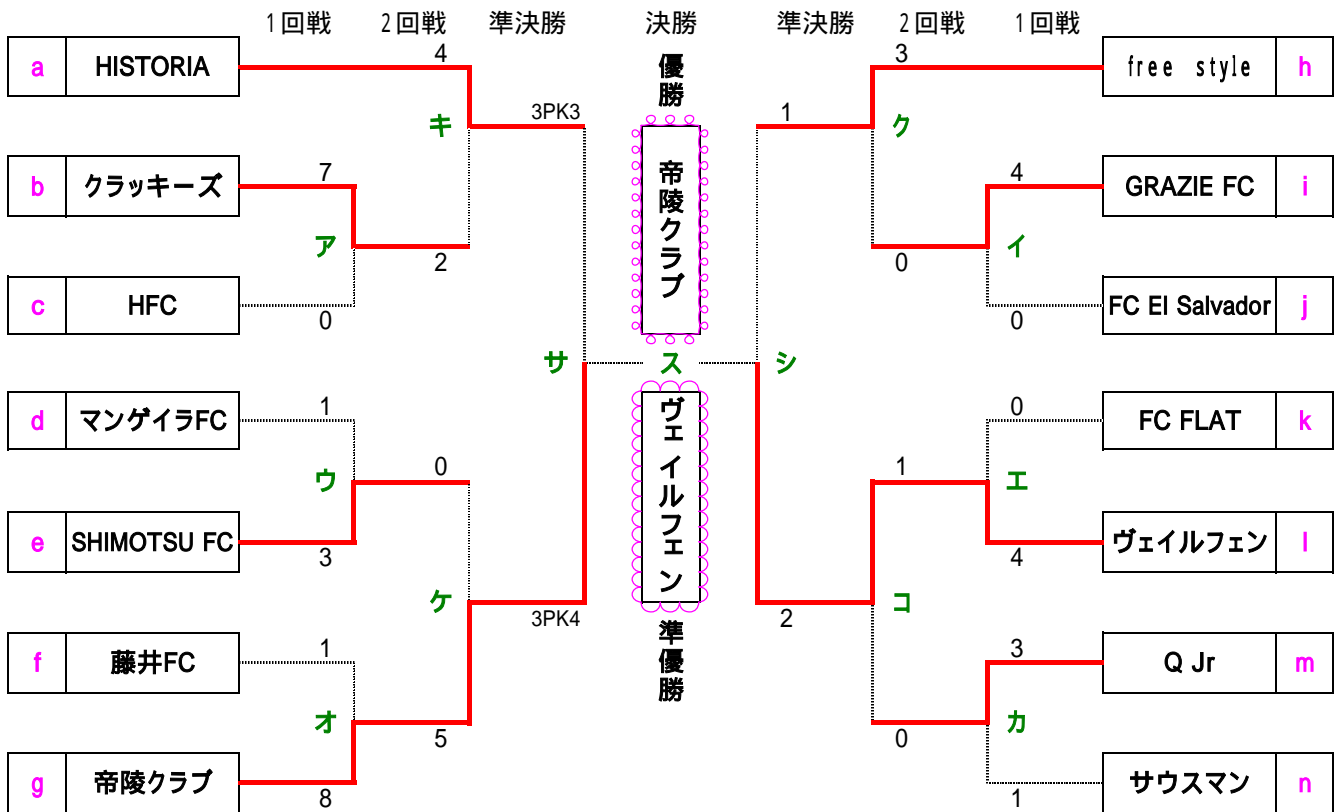 1回戦 2回戦 準決勝 決勝 準決勝 2回戦 1回戦
4 優勝 3
a HISTORIA free style h
キ 3PK3 1 ク
7 4
b クラッキーズ 帝陵クラブ GRAZIE FC i
ア イ
2 0
c HFC FC El Salvador j
0 0
サ ス シ
1 0
d マンゲイラFC ヴェイルフェン FC FLAT k
0 1
ウ エ
e SHIMOTSU FC ヴェイルフェン l
3 4
ケ コ
3PK4 2
1 準優勝 3
f 藤井FC Q Jr m
オ カ
5 0
g 帝陵クラブ サウスマン n
8 1